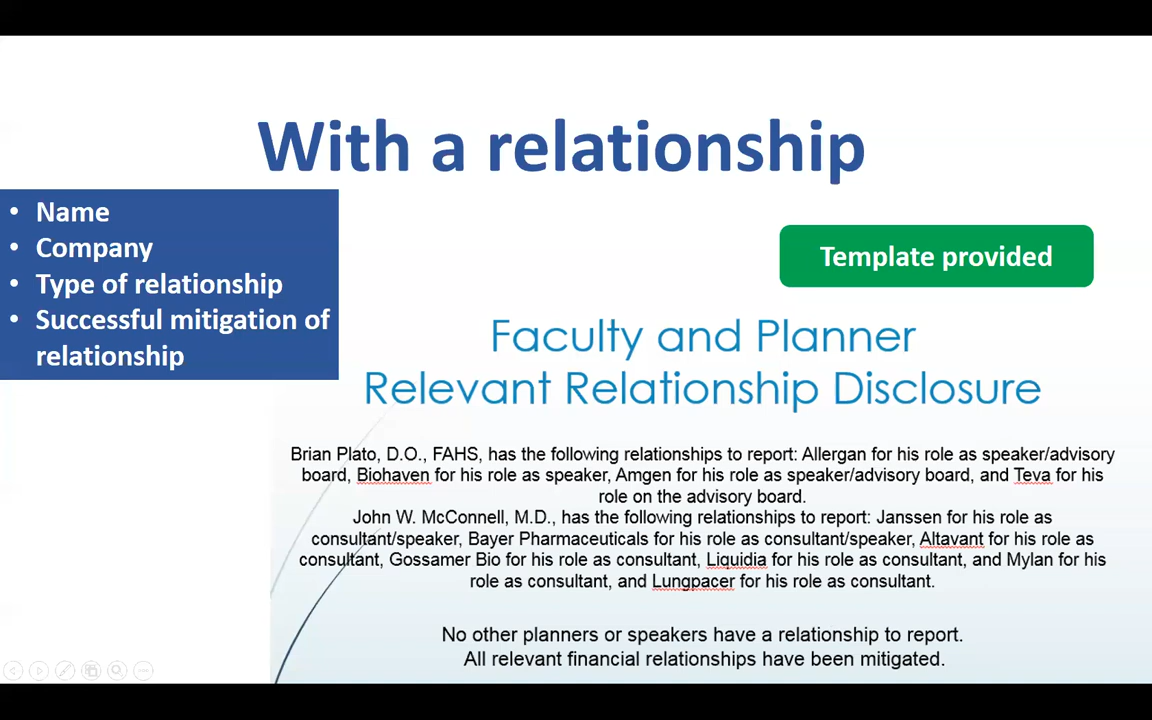 With a relationship
• Name
• Company
• Type of relationship
• Successful mitigation of
relationship
Template provided
Faculty and Planner
Relevant Relationship Disclosure
Brian Plato, D.O., FAHS, has the following relationships to report: Allergan for his role as speaker/advisory
board, Biohaven for his role as speaker, Amgen for his role as speaker/advisory board, and Teva for his
role on the advisory board.
John W. McConnell, M.D., has the following relationships to report: Janssen for his role as
consultant/speaker, Bayer Pharmaceuticals for his role as consultant/speaker, Altavant for his role as
consultant, Gossamer Bio for his role as consultant, Liquidia for his role as consultant, and Mylan for his
role as consultant, and Lungpacer for his role as consultant.
No other planners or speakers have a relationship to report.
All relevant financial relationships have been mitigated.